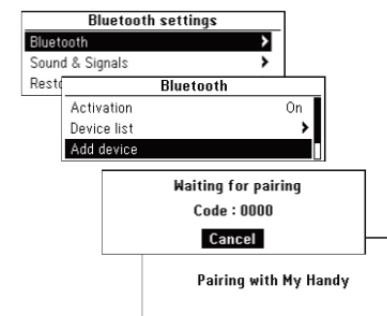 Bluetooth settings
Bluetooth
Sound & Signals
Resto
Bluetooth
Activation On
Device list
Add device
Waiting for pairing
Code : 0000
Cancel
Pairing with My Handy